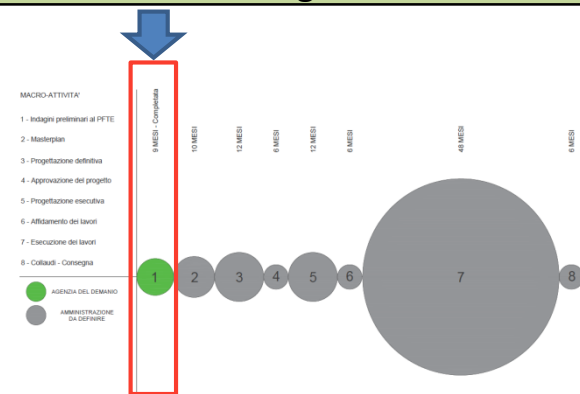 MACRO-ATTIVITA'
1 - Indagini preliminari al PFTE
2 - Masterplan
3 - Progettazione definitiva
4 - Approvazione del progetto
5 - Progettazione esecutiva
6 - Affidamento dei lavori
7 - Esecuzione dei lavori
8 - Collaudi - Consegna
9 MESI - Completata
10 MESI
12 MESI
6 MESI
12 MESI
6 MESI
48 MESI
6 MESI
1
2
3
4
5
6
7
8
AGENZIA DEL DEMANIO
AMMINISTRAZIONE
DA DEFINIRE